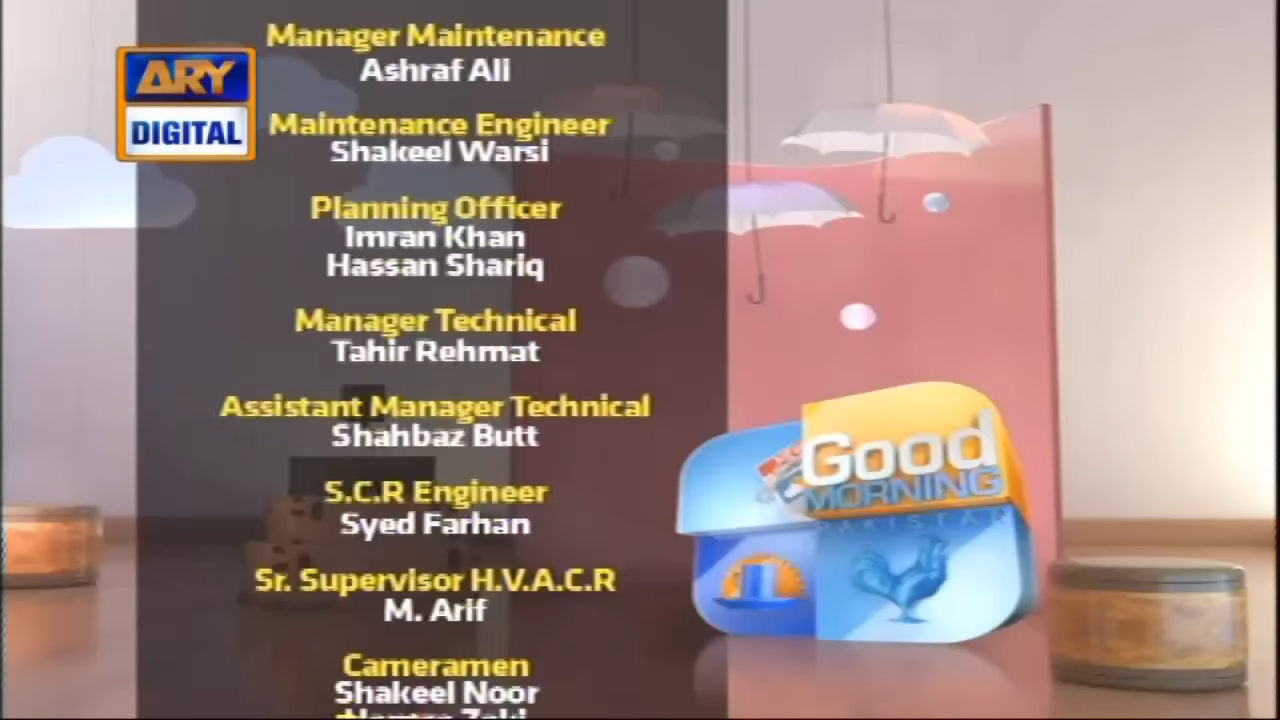 Manager Maintenance
Ashraf Ali
ARY
DIGITAL
Maintenance Engineer
Shakeel Warsi
Planning Officer
Imran Khan
Hassan Shariq
Manager Technical
Tahir Rehmat
Assistant Manager Technical
Shahbaz Butt
S.C.R Engineer
Syed Farhan
Sr. Supervisor H.V.A.C.R
M. Arif
Cameramen
Shakeel Noor
Good
MORNING
PAKISTAN